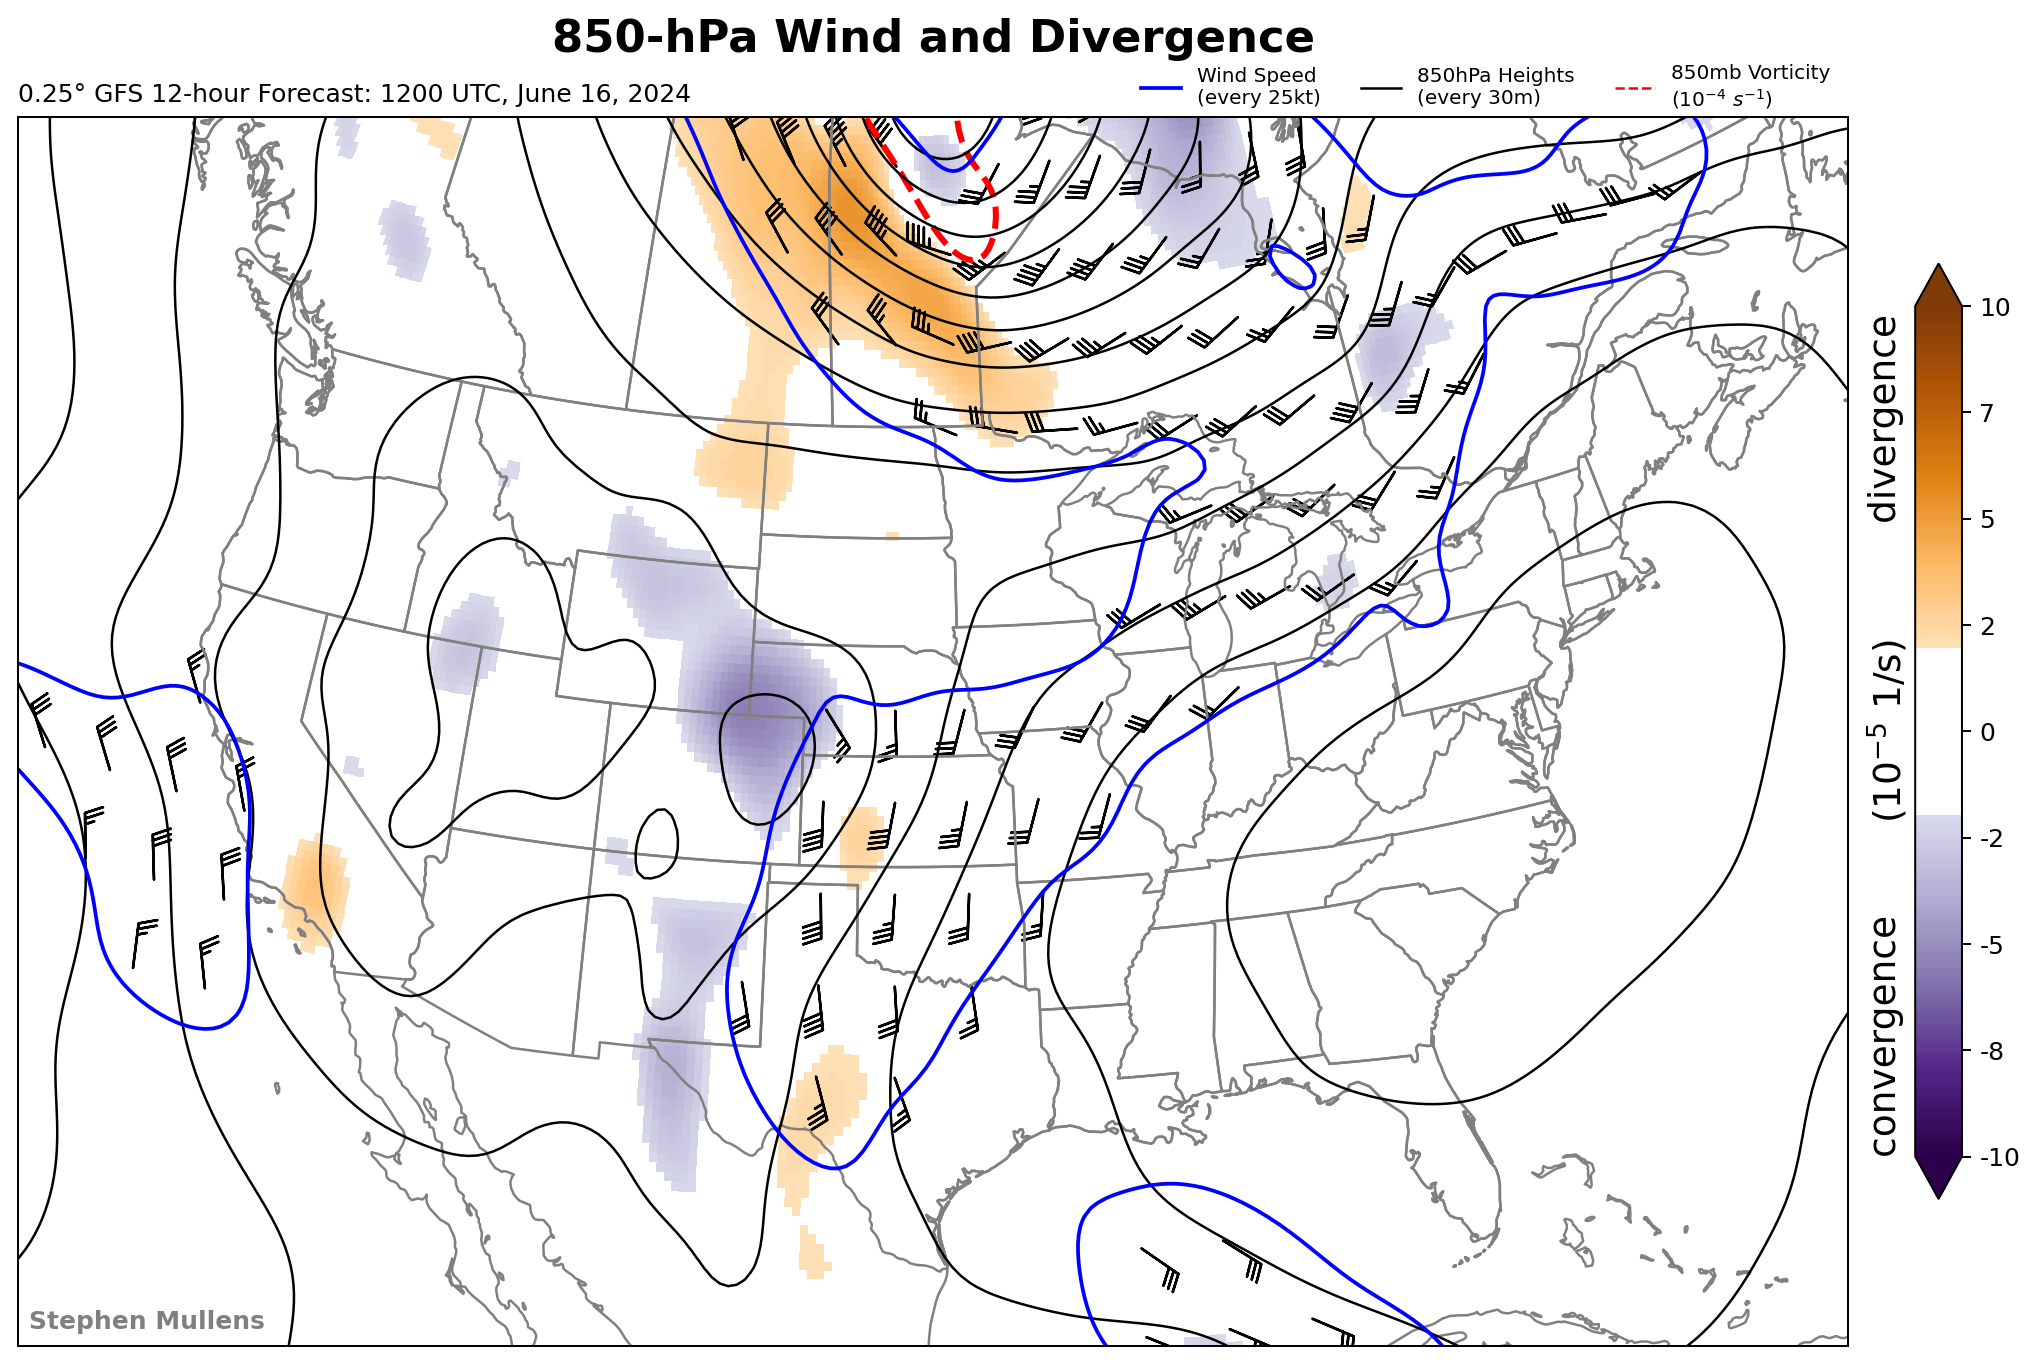 850-hPa Wind and Divergence
0.25° GFS 12-hour Forecast: 1200 UTC, June 16, 2024
Wind Speed
(every 25kt)
850hPa Heights
(every 30m)
850mb Vorticity
(10⁻⁴ s⁻¹)
10
7
5
2
0
-2
-5
-8
-10
convergence (10⁻⁵ 1/s) divergence
Stephen Mullens